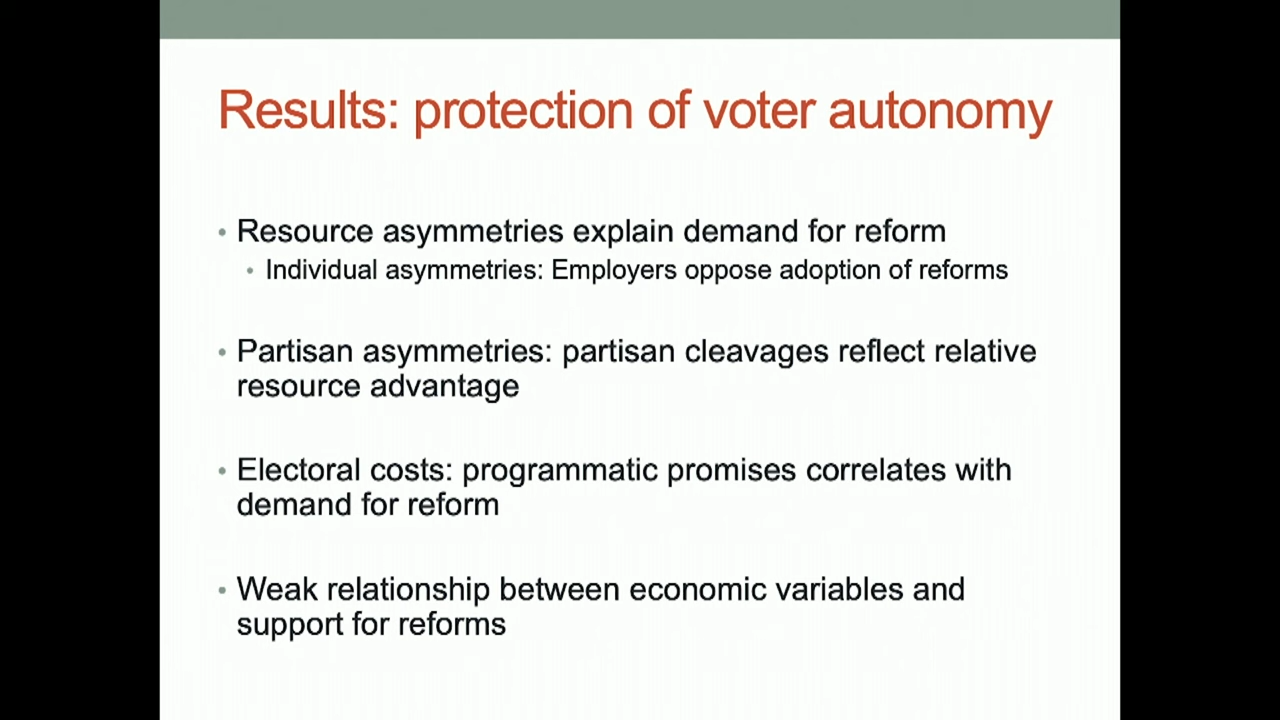 Results: protection of voter autonomy
• Resource asymmetries explain demand for reform
• Individual asymmetries: Employers oppose adoption of reforms
• Partisan asymmetries: partisan cleavages reflect relative
resource advantage
• Electoral costs: programmatic promises correlates with
demand for reform
• Weak relationship between economic variables and
support for reforms